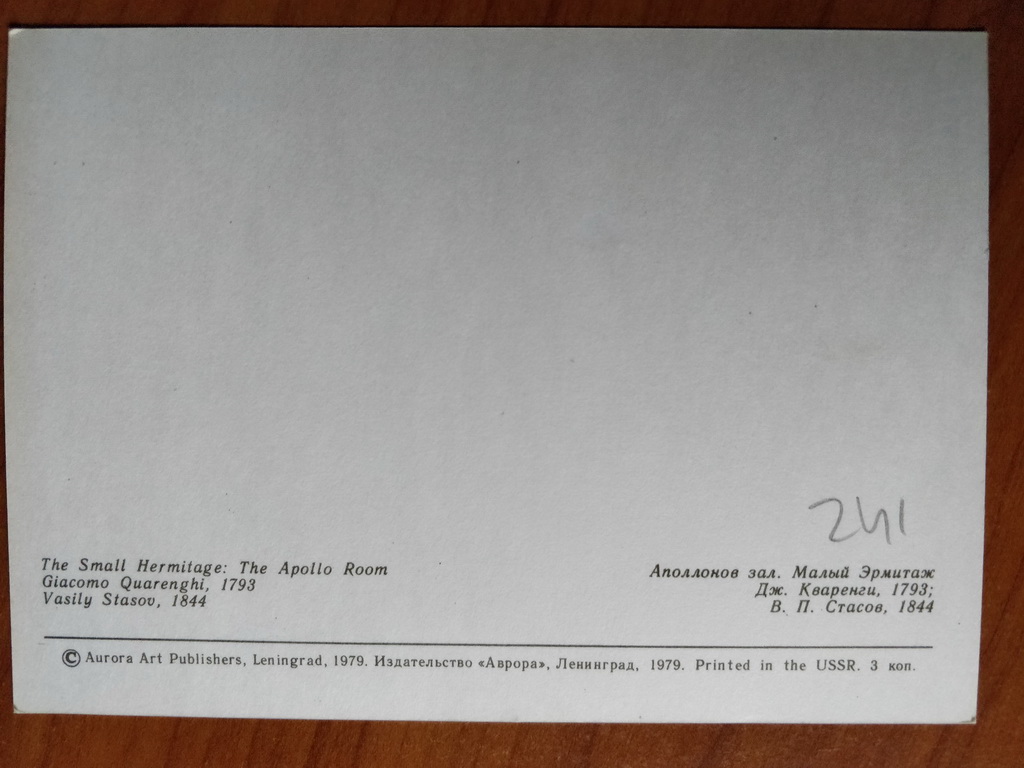 241
The Small Hermitage: The Apollo Room
Giacomo Quarenghi, 1793
Vasily Stasov, 1844
Аполлонов зал. Малый Эрмитаж
Дж. Кваренги, 1793;
В. П. Стасов, 1844
© Aurora Art Publishers, Leningrad, 1979. Издательство «Аврора», Ленинград, 1979. Printed in the USSR. 3 коп.